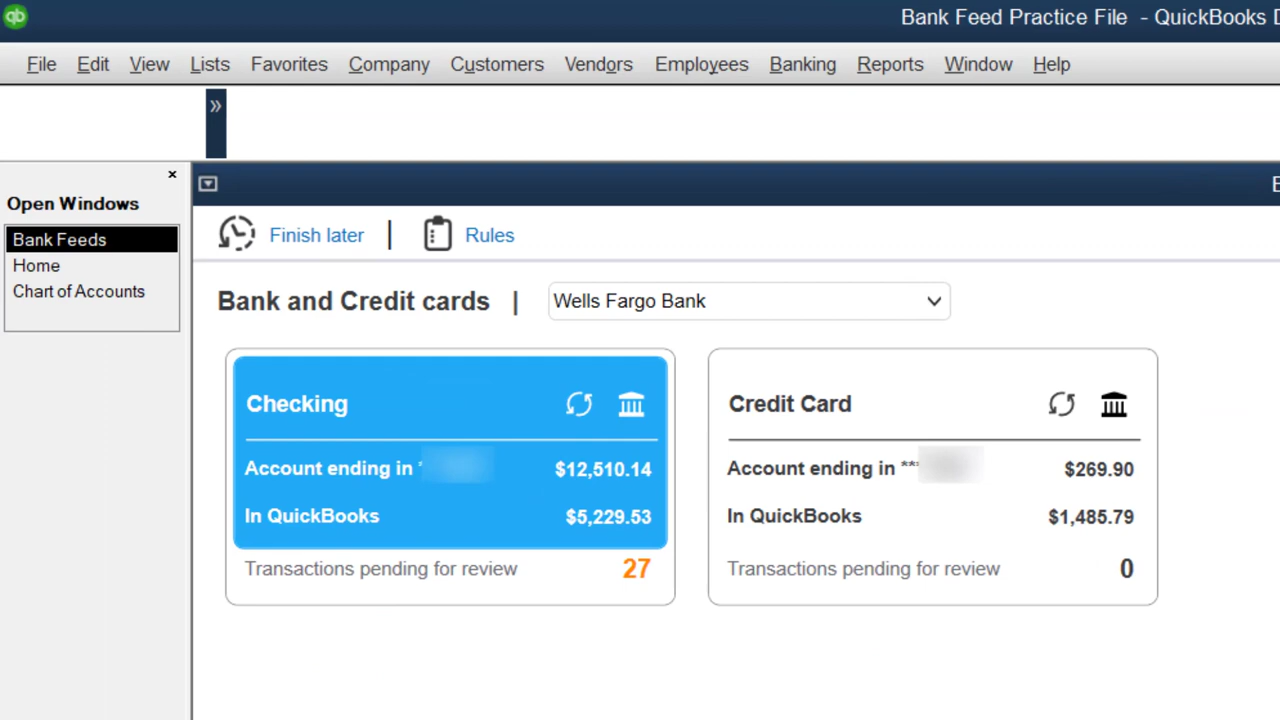 qb
Bank Feed Practice File - QuickBooks
File Edit View Lists Favorites Company Customers Vendors Employees Banking Reports Window Help
»
Open Windows
Bank Feeds
Home
Chart of Accounts
Finish later | Rules
Bank and Credit cards | Wells Fargo Bank
Checking
Account ending in * $12,510.14
In QuickBooks $5,229.53
Transactions pending for review 27
Credit Card
Account ending in *** $269.90
In QuickBooks $1,485.79
Transactions pending for review 0